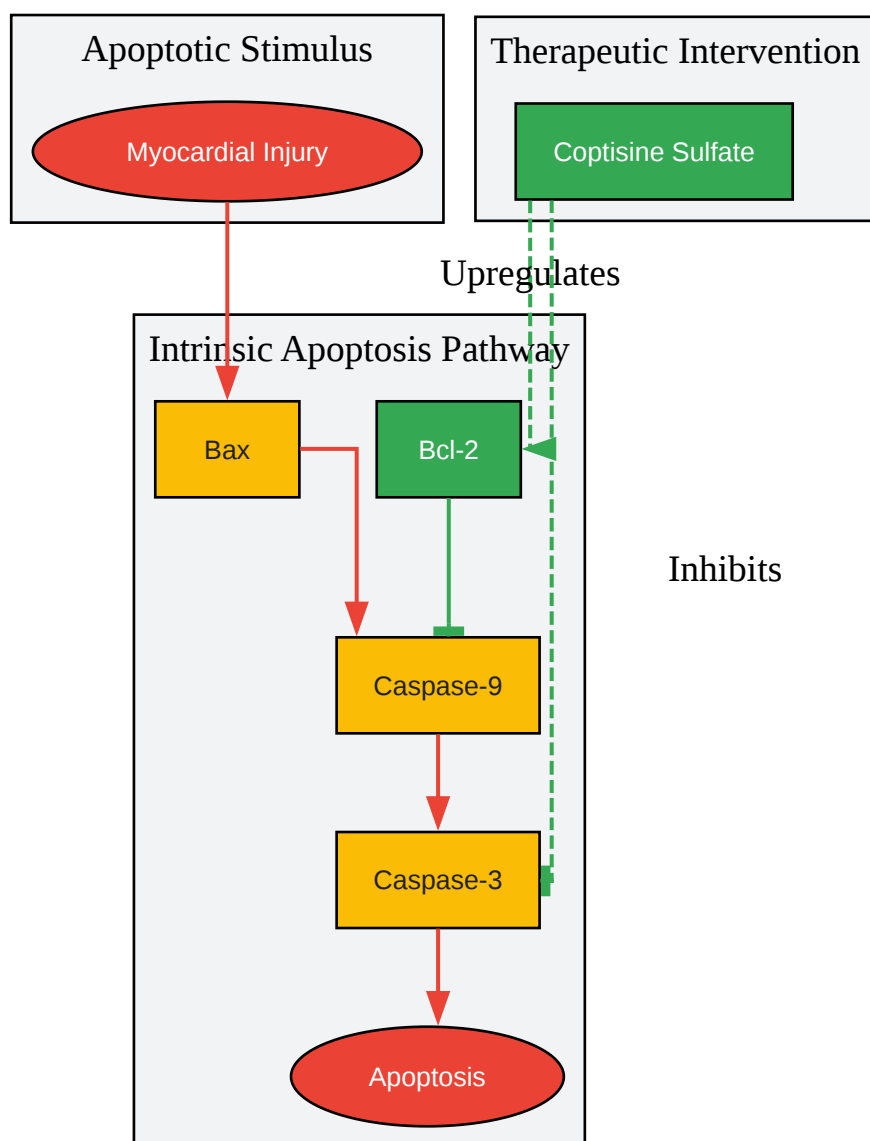 Apoptotic Stimulus
Therapeutic Intervention
Myocardial Injury
Coptisine Sulfate
Upregulates
Intrinsic Apoptosis Pathway
Bax
Bcl-2
Inhibits
Caspase-9
Caspase-3
Apoptosis